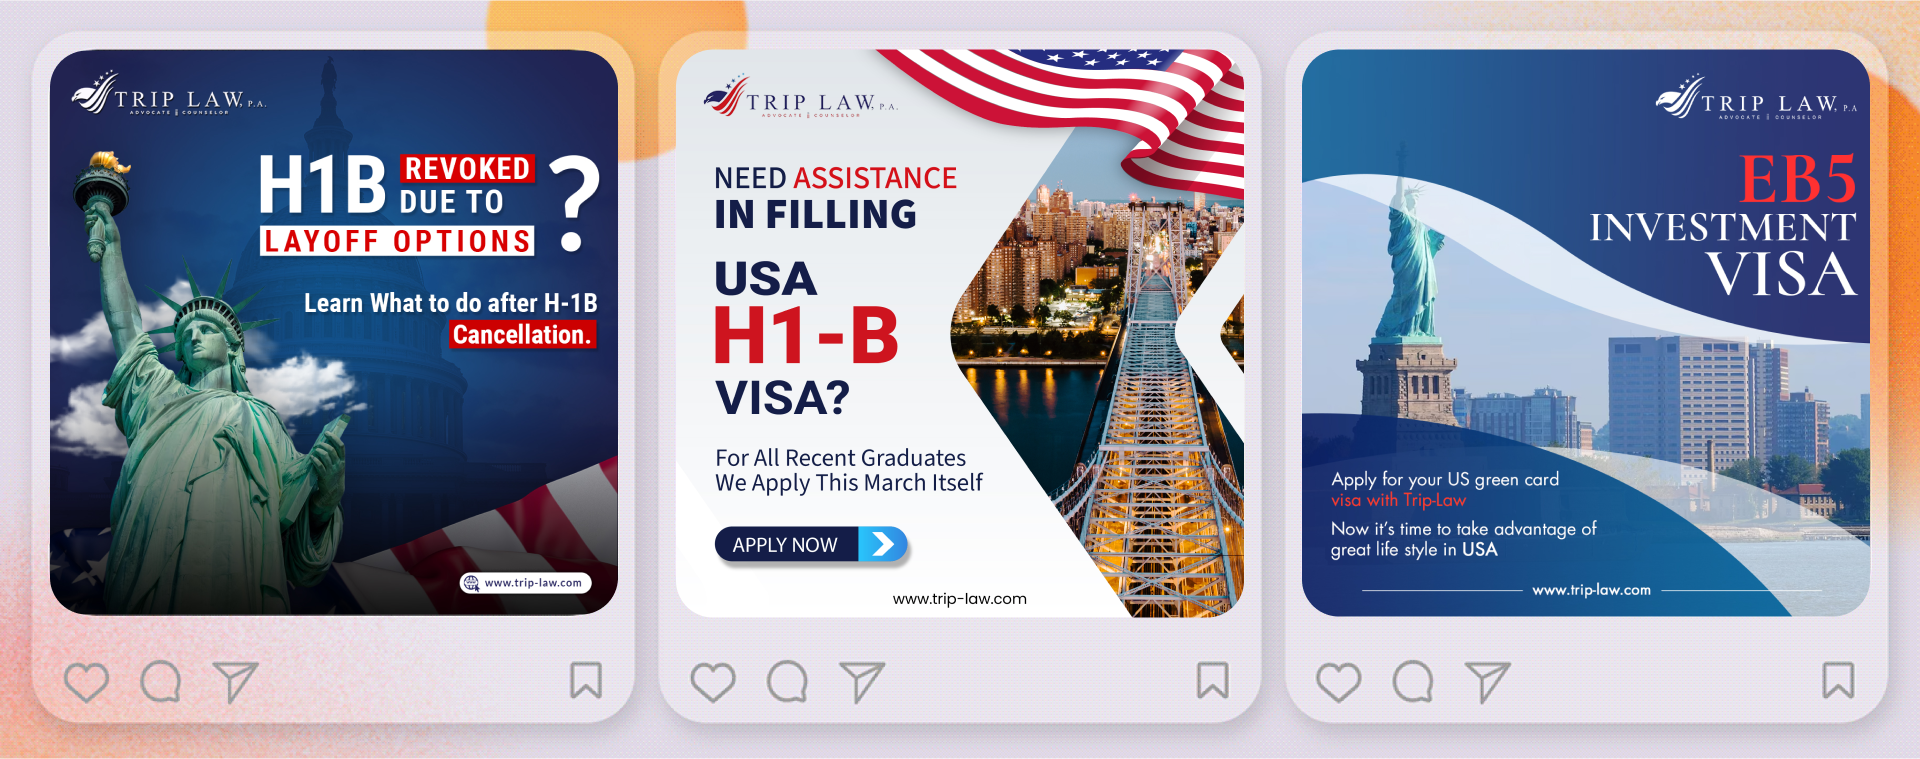 TRIP LAW, P.A.
ADVOCATE & COUNSELOR
H1B REVOKED
DUE TO
LAYOFF OPTIONS
?
Learn What to do after H-1B
Cancellation.
www.trip-law.com
TRIP LAW, P.A.
ADVOCATE & COUNSELOR
NEED ASSISTANCE
IN FILLING
USA
H1-B
VISA?
For All Recent Graduates
We Apply This March Itself
APPLY NOW
www.trip-law.com
TRIP LAW, P.A
ADVOCATE & COUNSELOR
EB5
INVESTMENT
VISA
Apply for your US green card
visa with Trip-Law
Now it's time to take advantage of
great life style in USA
www.trip-law.com